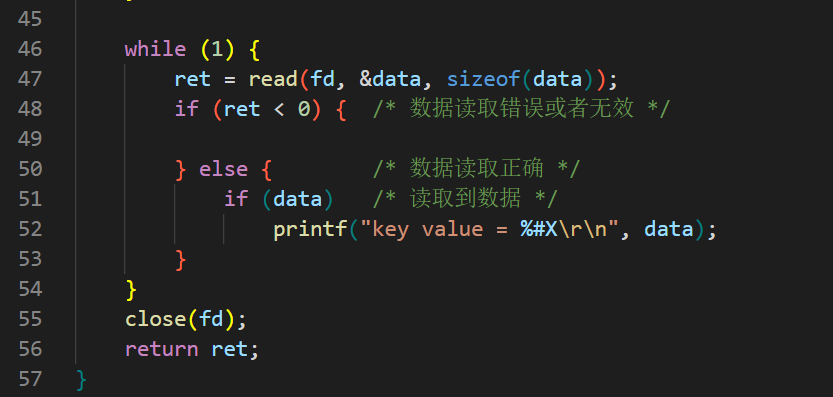 45
46 while (1) {
47 ret = read(fd, &data, sizeof(data));
48 if (ret < 0) { /* 数据读取错误或者无效 */
49
50 } else { /* 数据读取正确 */
51 if (data) /* 读取到数据 */
52 printf("key value = %#X\r\n", data);
53 }
54 }
55 close(fd);
56 return ret;
57 }